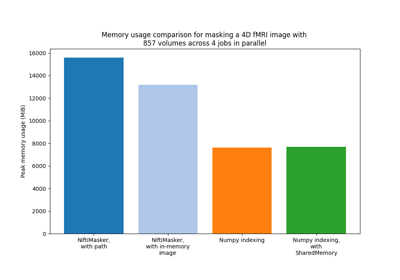 Memory usage comparison for masking a 4D fMRI image with
857 volumes across 4 jobs in parallel
Peak memory usage (MiB)
16000
14000
12000
10000
8000
6000
4000
2000
0
NiftiMasker,
with path
NiftiMasker,
with in-memory
image
Numpy indexing
Numpy indexing,
with
SharedMemory